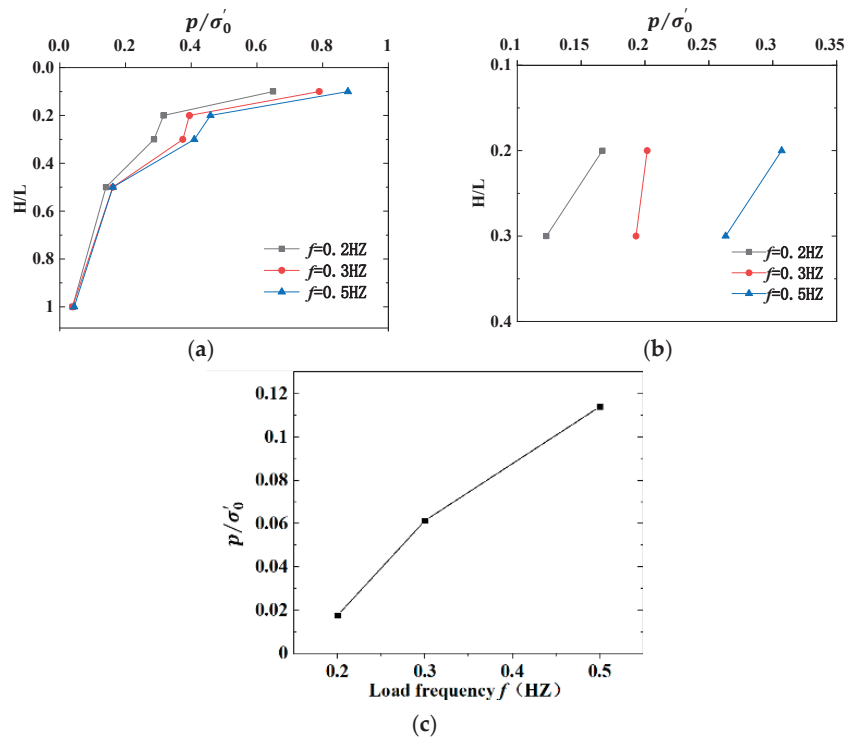 p/σ′₀
0.0 0.2 0.4 0.6 0.8 1
0.0
0.2
0.4
0.6
0.8
1
H/L
f=0.2HZ
f=0.3HZ
f=0.5HZ
(a)
p/σ′₀
0.1 0.15 0.2 0.25 0.3 0.35
0.1
0.2
0.3
0.4
H/L
f=0.2HZ
f=0.3HZ
f=0.5HZ
(b)
p/σ′₀
0.12
0.1
0.06
0.02
0
0.2 0.3 0.4 0.5
Load frequency f（HZ）
(c)